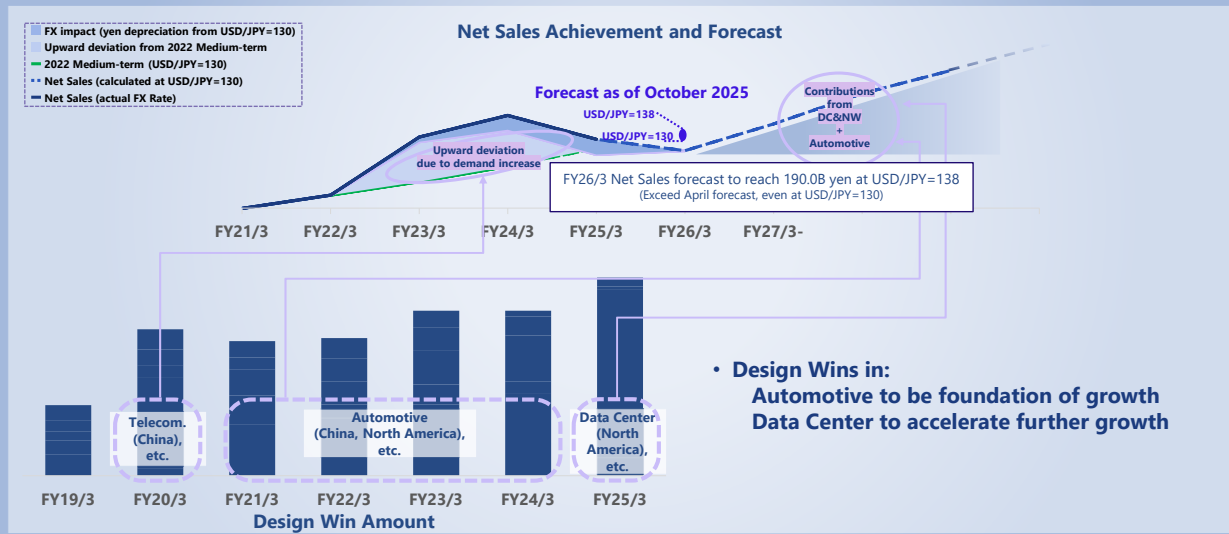 FX impact (yen depreciation from USD/JPY=130)
Upward deviation from 2022 Medium-term
2022 Medium-term (USD/JPY=130)
Net Sales (calculated at USD/JPY=130)
Net Sales (actual FX Rate)
Net Sales Achievement and Forecast
Forecast as of October 2025
USD/JPY=138
USD/JPY=130
Contributions
from
DC&NW
+
Automotive
Upward deviation
due to demand increase
FY26/3 Net Sales forecast to reach 190.0B yen at USD/JPY=138
(Exceed April forecast, even at USD/JPY=130)
FY21/3 FY22/3 FY23/3 FY24/3 FY25/3 FY26/3 FY27/3-
Telecom.
(China),
etc.
Automotive
(China, North America),
etc.
Data Center
(North
America),
etc.
• Design Wins in:
Automotive to be foundation of growth
Data Center to accelerate further growth
FY19/3 FY20/3 FY21/3 FY22/3 FY23/3 FY24/3 FY25/3
Design Win Amount